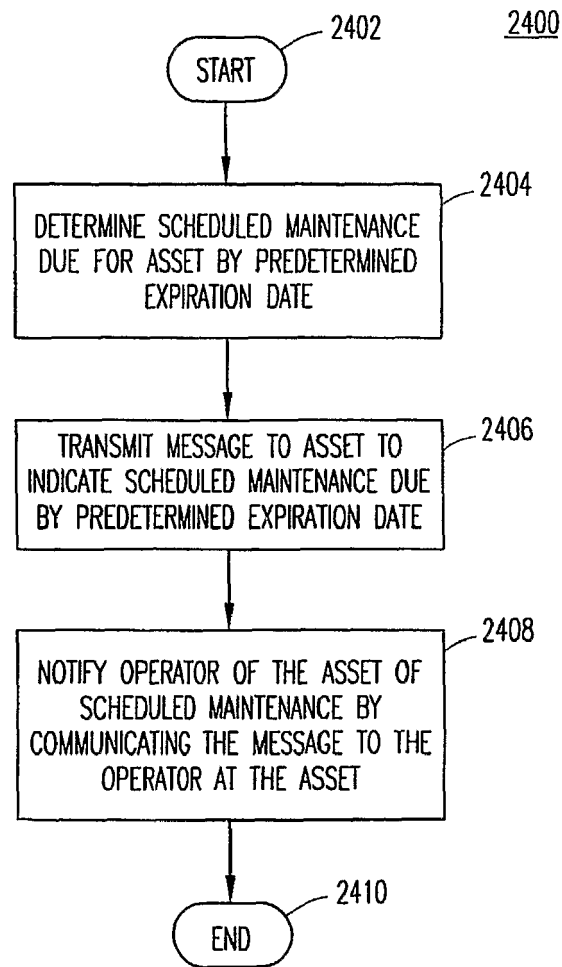 2400
2402
START
2404
DETERMINE SCHEDULED MAINTENANCE
DUE FOR ASSET BY PREDETERMINED
EXPIRATION DATE
2406
TRANSMIT MESSAGE TO ASSET TO
INDICATE SCHEDULED MAINTENANCE DUE
BY PREDETERMINED EXPIRATION DATE
2408
NOTIFY OPERATOR OF THE ASSET OF
SCHEDULED MAINTENANCE BY
COMMUNICATING THE MESSAGE TO THE
OPERATOR AT THE ASSET
2410
END